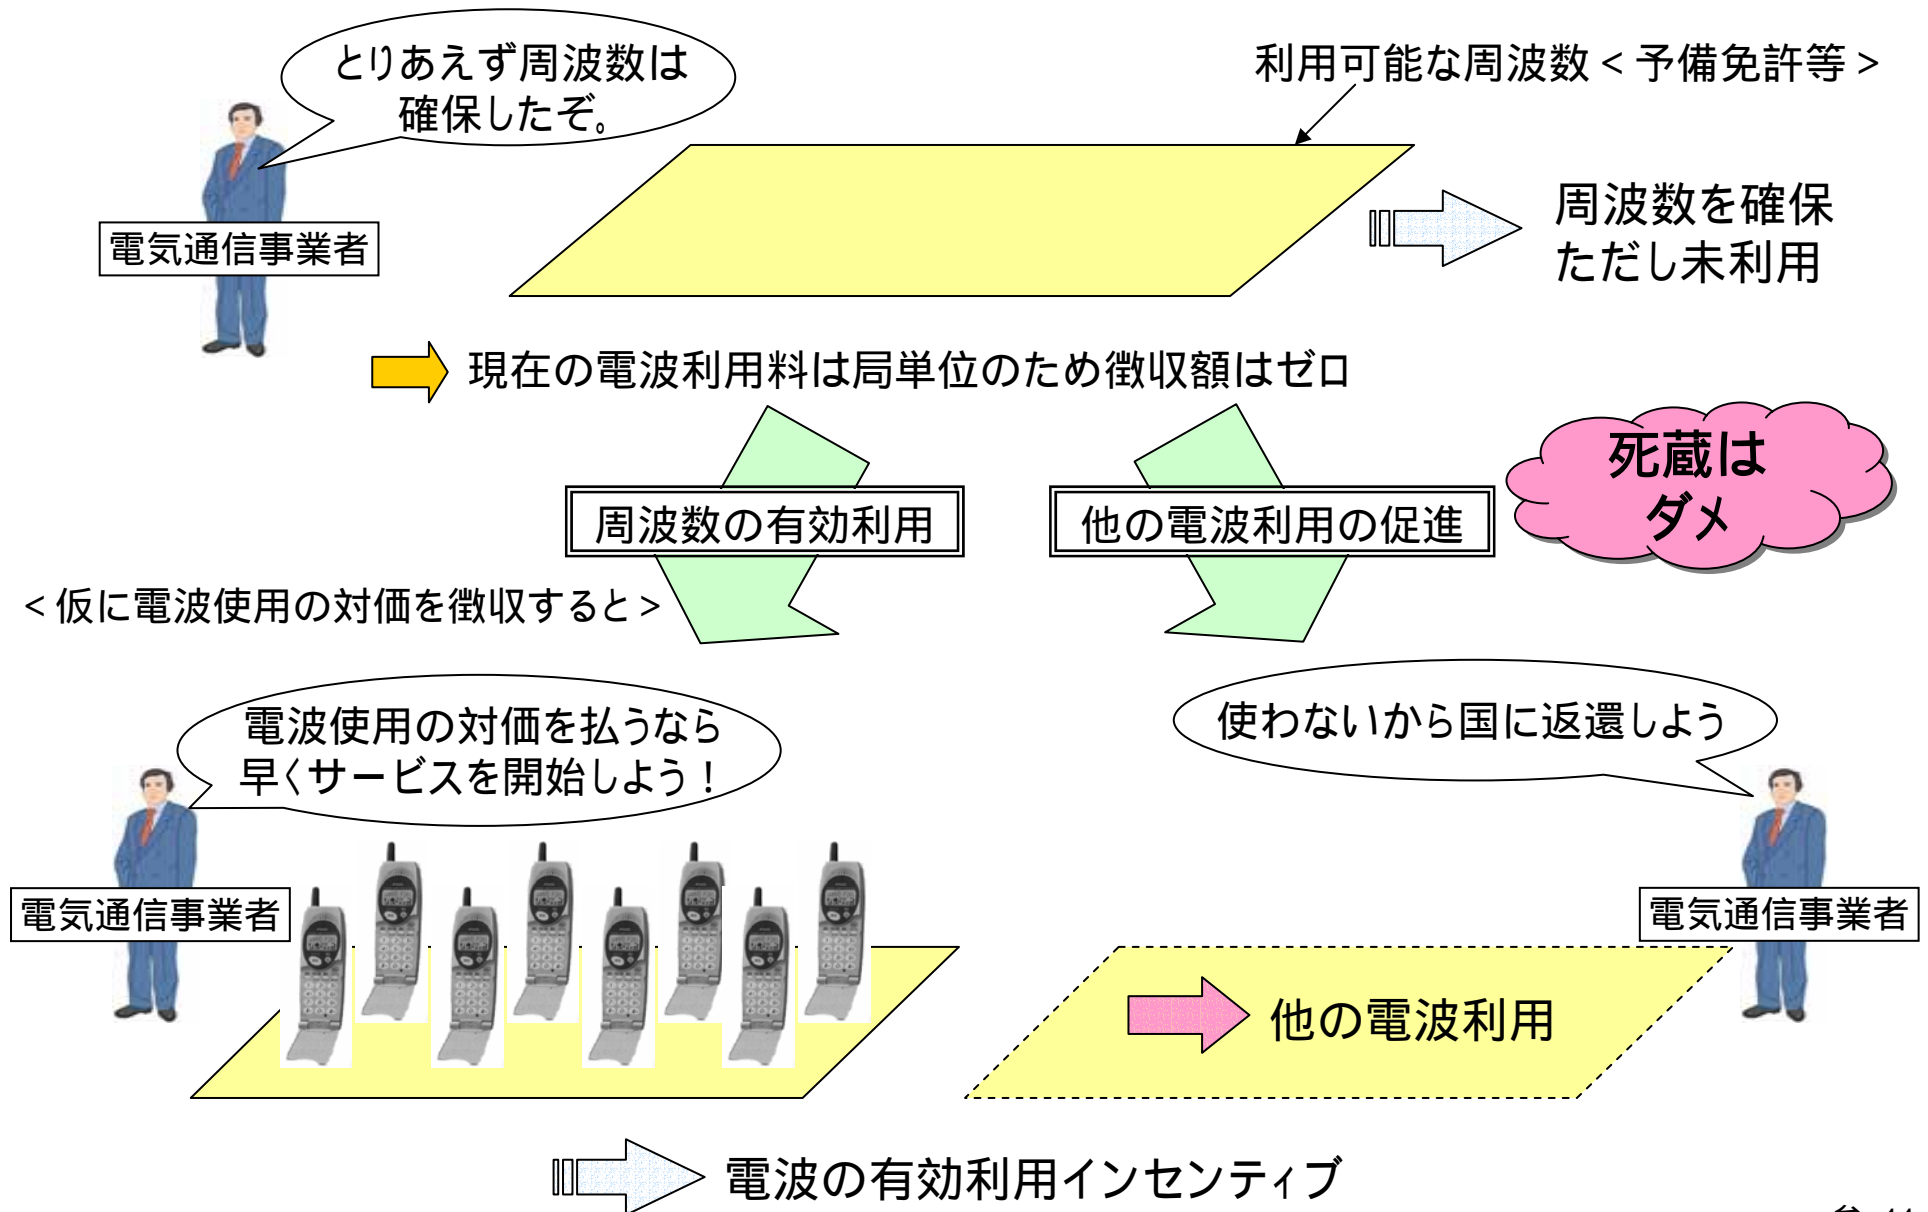 とりあえず周波数は
確保したぞ。
利用可能な周波数＜予備免許等＞
電気通信事業者
周波数を確保
ただし未利用
現在の電波利用料は局単位のため徴収額はゼロ
死蔵は
ダメ
周波数の有効利用
他の電波利用の促進
＜仮に電波使用の対価を徴収すると＞
電波使用の対価を払うなら
早くサービスを開始しよう！
使わないから国に返還しよう
電気通信事業者
電気通信事業者
他の電波利用
電波の有効利用インセンティブ